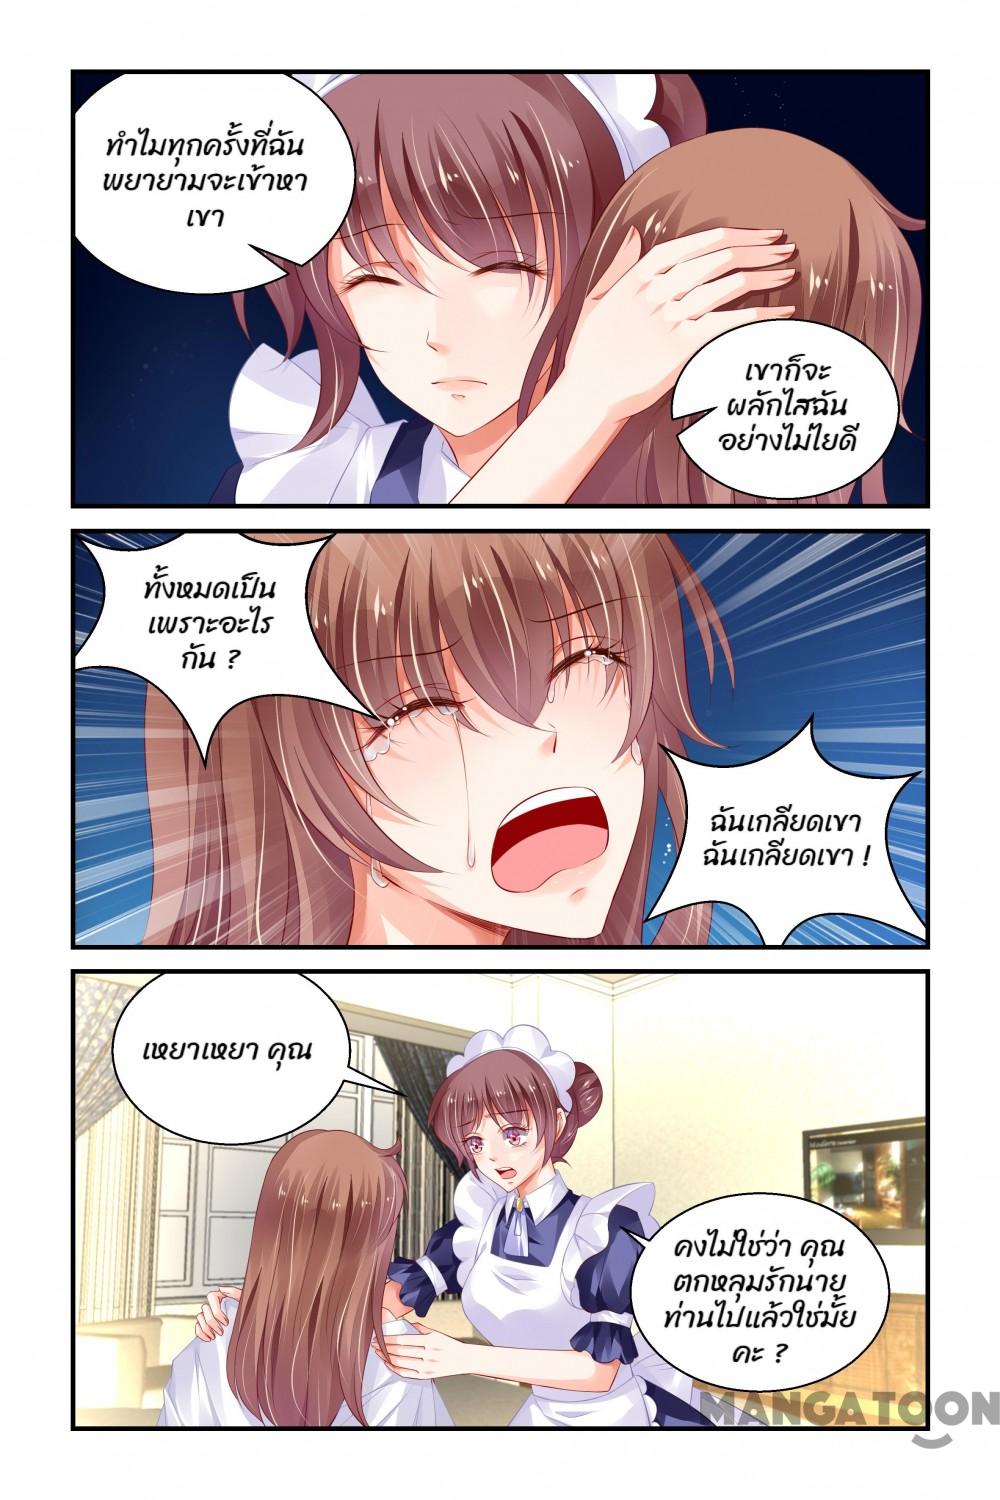 ทำไมทุกครั้งที่ฉัน
พยายามจะเข้าหา
เขา
เขาก็จะ
ผลักไสฉัน
อย่างไม่ไยดี
ทั้งหมดเป็น
เพราะอะไร
กัน ?
ฉันเกลียดเขา
ฉันเกลียดเขา !
เหยาเหยา คุณ
คงไม่ใช่ว่า คุณ
ตกหลุมรักนาย
ท่านไปแล้วใช่มั้ย
คะ ?
MANGATOON